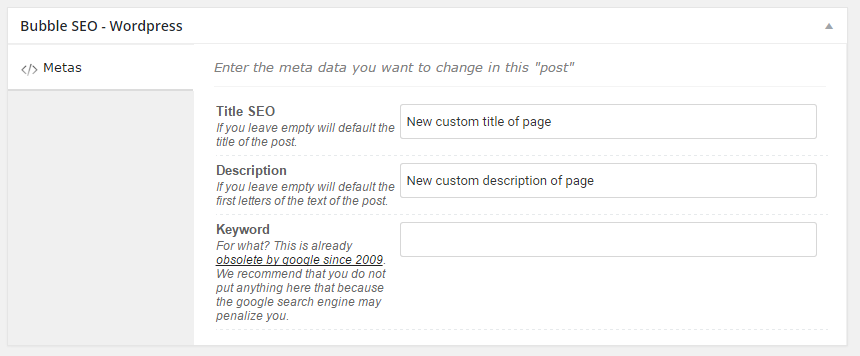 Bubble SEO - Wordpress
</> Metas
Enter the meta data you want to change in this "post"
Title SEO
If you leave empty will default the
title of the post.
New custom title of page
Description
If you leave empty will default the
first letters of the text of the post.
New custom description of page
Keyword
For what? This is already
obsolete by google since 2009.
We recommend that you do not
put anything here that because
the google search engine may
penalize you.